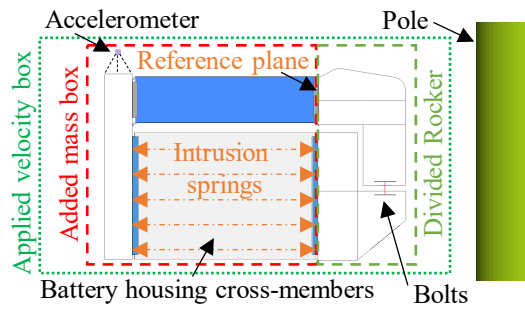 Accelerometer
Pole
Reference plane
Applied velocity box
Added mass box
Intrusion
springs
Divided Rocker
Battery housing cross-members
Bolts